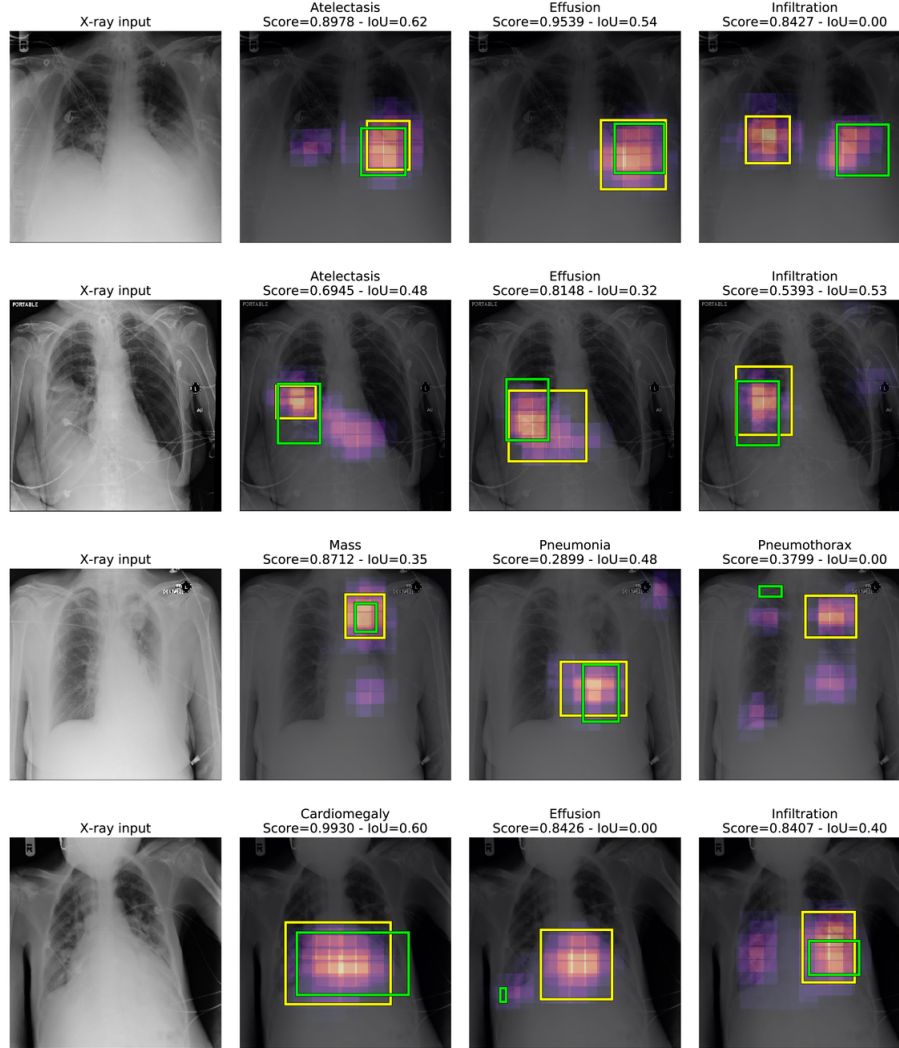 X-ray input
Atelectasis
Score=0.8978 - IoU=0.62
Effusion
Score=0.9539 - IoU=0.54
Infiltration
Score=0.8427 - IoU=0.00
X-ray input
Atelectasis
Score=0.6945 - IoU=0.48
Effusion
Score=0.8148 - IoU=0.32
Infiltration
Score=0.5393 - IoU=0.53
PORTABLE
PORTABLE
PORTABLE
PORTABLE
X-ray input
Mass
Score=0.8712 - IoU=0.35
Pneumonia
Score=0.2899 - IoU=0.48
Pneumothorax
Score=0.3799 - IoU=0.00
X-ray input
Cardiomegaly
Score=0.9930 - IoU=0.60
Effusion
Score=0.8426 - IoU=0.00
Infiltration
Score=0.8407 - IoU=0.40